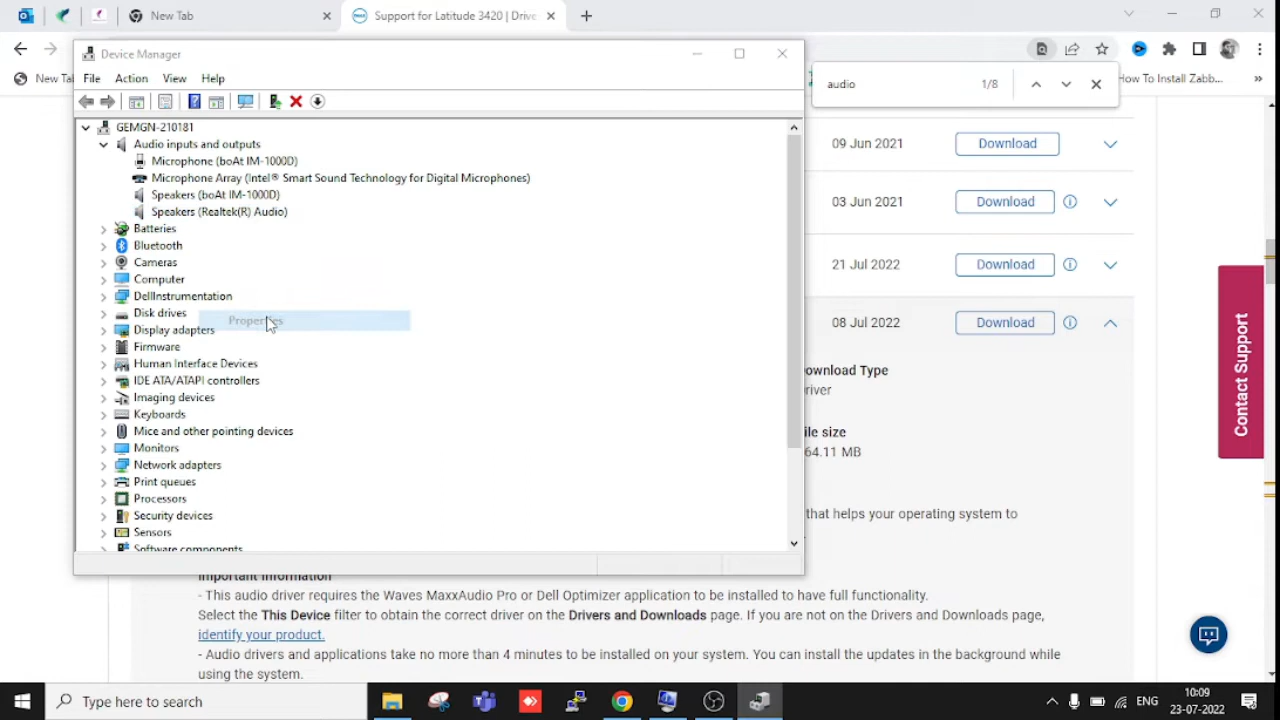 New Tab
Support for Latitude 3420 | Drive
New Ta
How To Install Zabb...
audio
1/8
Device Manager
File Action View Help
GEMGN-210181
Audio inputs and outputs
Microphone (boAt IM-1000D)
Microphone Array (Intel® Smart Sound Technology for Digital Microphones)
Speakers (boAt IM-1000D)
Speakers (Realtek(R) Audio)
Batteries
Bluetooth
Cameras
Computer
DellInstrumentation
Disk drives
Properties
Display adapters
Firmware
Human Interface Devices
IDE ATA/ATAPI controllers
Imaging devices
Keyboards
Mice and other pointing devices
Monitors
Network adapters
Print queues
Processors
Security devices
Sensors
Software components
09 Jun 2021 Download
03 Jun 2021 Download
21 Jul 2022 Download
08 Jul 2022 Download
ownload Type
river
ile size
64.11 MB
that helps your operating system to
Important Information
- This audio driver requires the Waves MaxxAudio Pro or Dell Optimizer application to be installed to have full functionality.
Select the This Device filter to obtain the correct driver on the Drivers and Downloads page. If you are not on the Drivers and Downloads page,
identify your product.
- Audio drivers and applications take no more than 4 minutes to be installed on your system. You can install the updates in the background while
using the system.
Contact Support
Type here to search
ENG
10:09
23-07-2022